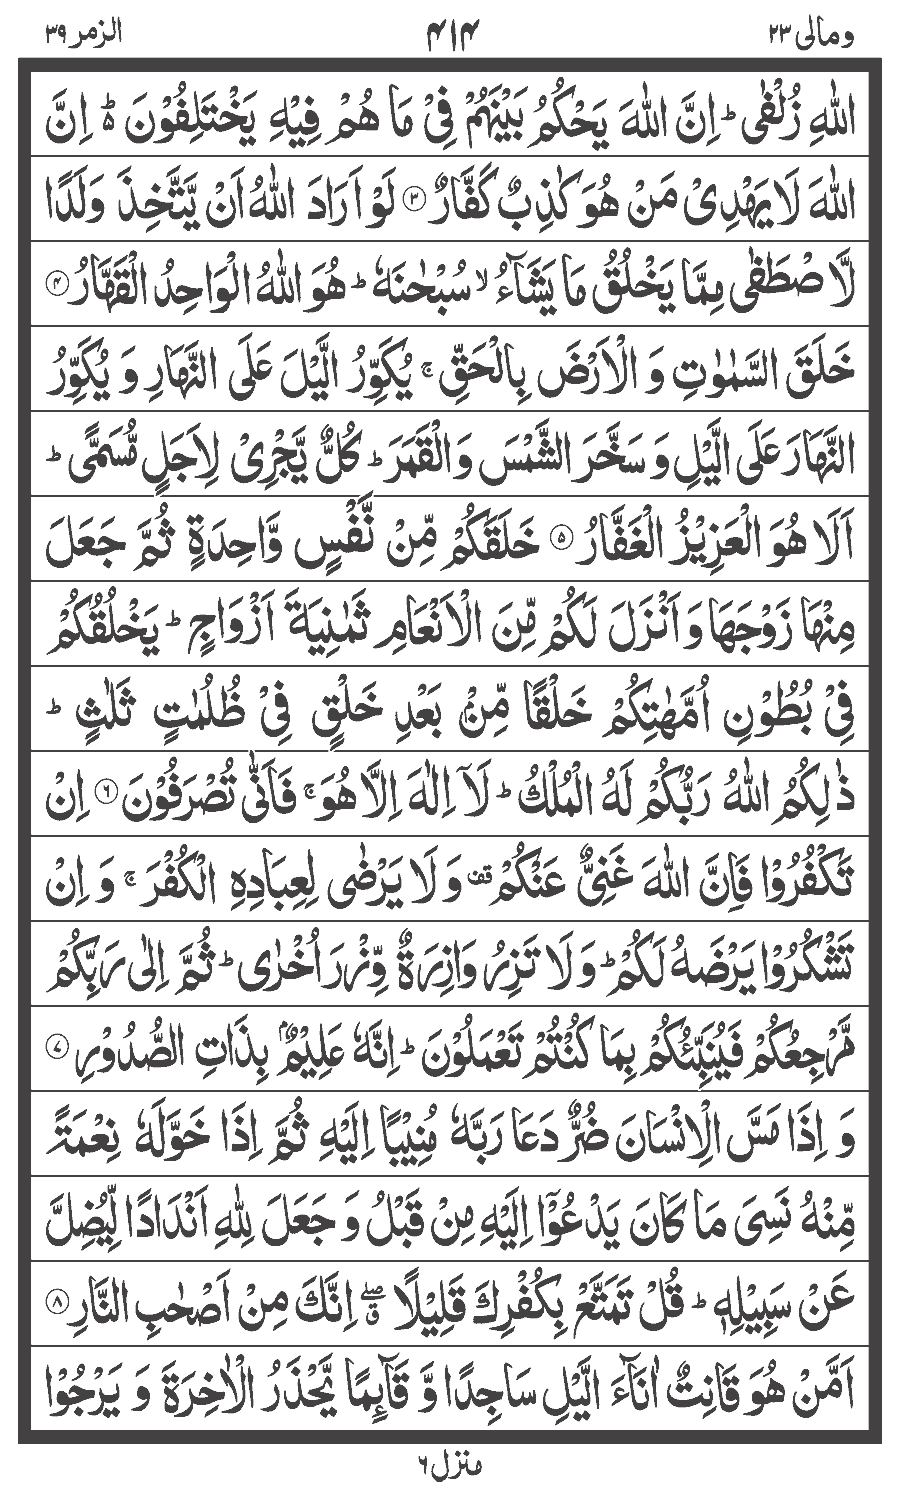 ومالی ۲۳ ۴۱۴ الزمر ۳۹
اللّٰهِ زُلْفٰی ؕ اِنَّ اللّٰهَ یَحْكُمُ بَیْنَهُمْ فِیْ مَا هُمْ فِیْهِ یَخْتَلِفُوْنَ ۬ؕ اِنَّ
اللّٰهَ لَا یَهْدِیْ مَنْ هُوَ كٰذِبٌ كَفَّارٌ ۝۳ لَوْ اَرَادَ اللّٰهُ اَنْ یَّتَّخِذَ وَلَدًا
لَّا صْطَفٰی مِمَّا یَخْلُقُ مَا یَشَآءُ ۙ سُبْحٰنَهٗ ؕ هُوَ اللّٰهُ الْوَاحِدُ الْقَهَّارُ ۝۴
خَلَقَ السَّمٰوٰتِ وَ الْاَرْضَ بِالْحَقِّ ۚ یُكَوِّرُ الَّیْلَ عَلَی النَّهَارِ وَ یُكَوِّرُ
النَّهَارَ عَلَی الَّیْلِ وَ سَخَّرَ الشَّمْسَ وَ الْقَمَرَ ؕ كُلٌّ یَّجْرِیْ لِاَجَلٍ مُّسَمًّی ؕ
اَلَا هُوَ الْعَزِیْزُ الْغَفَّارُ ۝۵ خَلَقَكُمْ مِّنْ نَّفْسٍ وَّاحِدَةٍ ثُمَّ جَعَلَ
مِنْهَا زَوْجَهَا وَ اَنْزَلَ لَكُمْ مِّنَ الْاَنْعَامِ ثَمٰنِیَةَ اَزْوَاجٍ ؕ یَخْلُقُكُمْ
فِیْ بُطُوْنِ اُمَّهٰتِكُمْ خَلْقًا مِّنْۢ بَعْدِ خَلْقٍ فِیْ ظُلُمٰتٍ ثَلٰثٍ ؕ
ذٰلِكُمُ اللّٰهُ رَبُّكُمْ لَهُ الْمُلْكُ ؕ لَاۤ اِلٰهَ اِلَّا هُوَ ۚ فَاَنّٰی تُصْرَفُوْنَ ۝۶ اِنْ
تَكْفُرُوْا فَاِنَّ اللّٰهَ غَنِیٌّ عَنْكُمْ قف وَ لَا یَرْضٰی لِعِبَادِهِ الْكُفْرَ ۚ وَ اِنْ
تَشْكُرُوْا یَرْضَهُ لَكُمْ ؕ وَ لَا تَزِرُ وَازِرَةٌ وِّزْرَ اُخْرٰی ؕ ثُمَّ اِلٰی رَبِّكُمْ
مَّرْجِعُكُمْ فَیُنَبِّئُكُمْ بِمَا كُنْتُمْ تَعْمَلُوْنَ ؕ اِنَّهٗ عَلِیْمٌۢ بِذَاتِ الصُّدُوْرِ ۝۷
وَ اِذَا مَسَّ الْاِنْسَانَ ضُرٌّ دَعَا رَبَّهٗ مُنِیْبًا اِلَیْهِ ثُمَّ اِذَا خَوَّلَهٗ نِعْمَةً
مِّنْهُ نَسِیَ مَا كَانَ یَدْعُوْۤا اِلَیْهِ مِنْ قَبْلُ وَ جَعَلَ لِلّٰهِ اَنْدَادًا لِّیُضِلَّ
عَنْ سَبِیْلِهٖ ؕ قُلْ تَمَتَّعْ بِكُفْرِكَ قَلِیْلًا ۖۗ اِنَّكَ مِنْ اَصْحٰبِ النَّارِ ۝۸
اَمَّنْ هُوَ قَانِتٌ اٰنَآءَ الَّیْلِ سَاجِدًا وَّ قَآىِٕمًا یَّحْذَرُ الْاٰخِرَةَ وَ یَرْجُوْا
منزل ۶